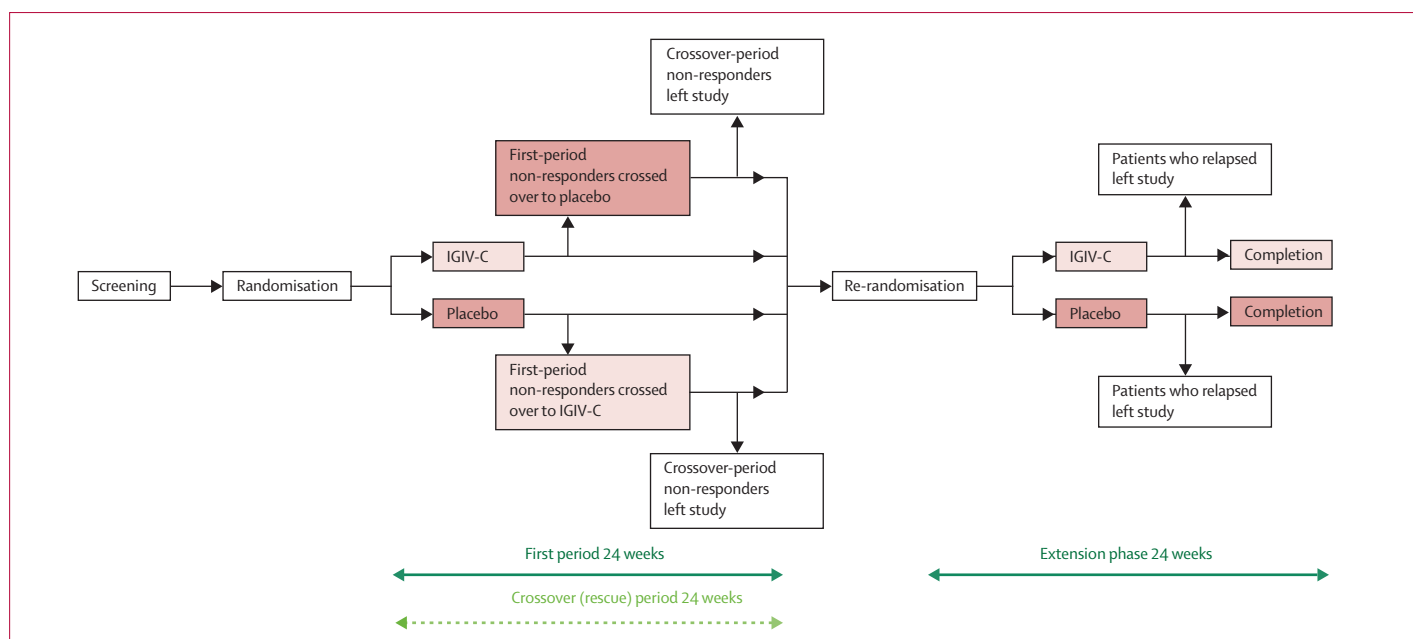 Crossover-period
non-responders
left study
First-period
non-responders crossed
over to placebo
Patients who relapsed
left study
IGIV-C
IGIV-C
Completion
Screening
Randomisation
Re-randomisation
Placebo
Placebo
Completion
First-period
non-responders crossed
over to IGIV-C
Patients who relapsed
left study
Crossover-period
non-responders
left study
First period 24 weeks
Extension phase 24 weeks
Crossover (rescue) period 24 weeks